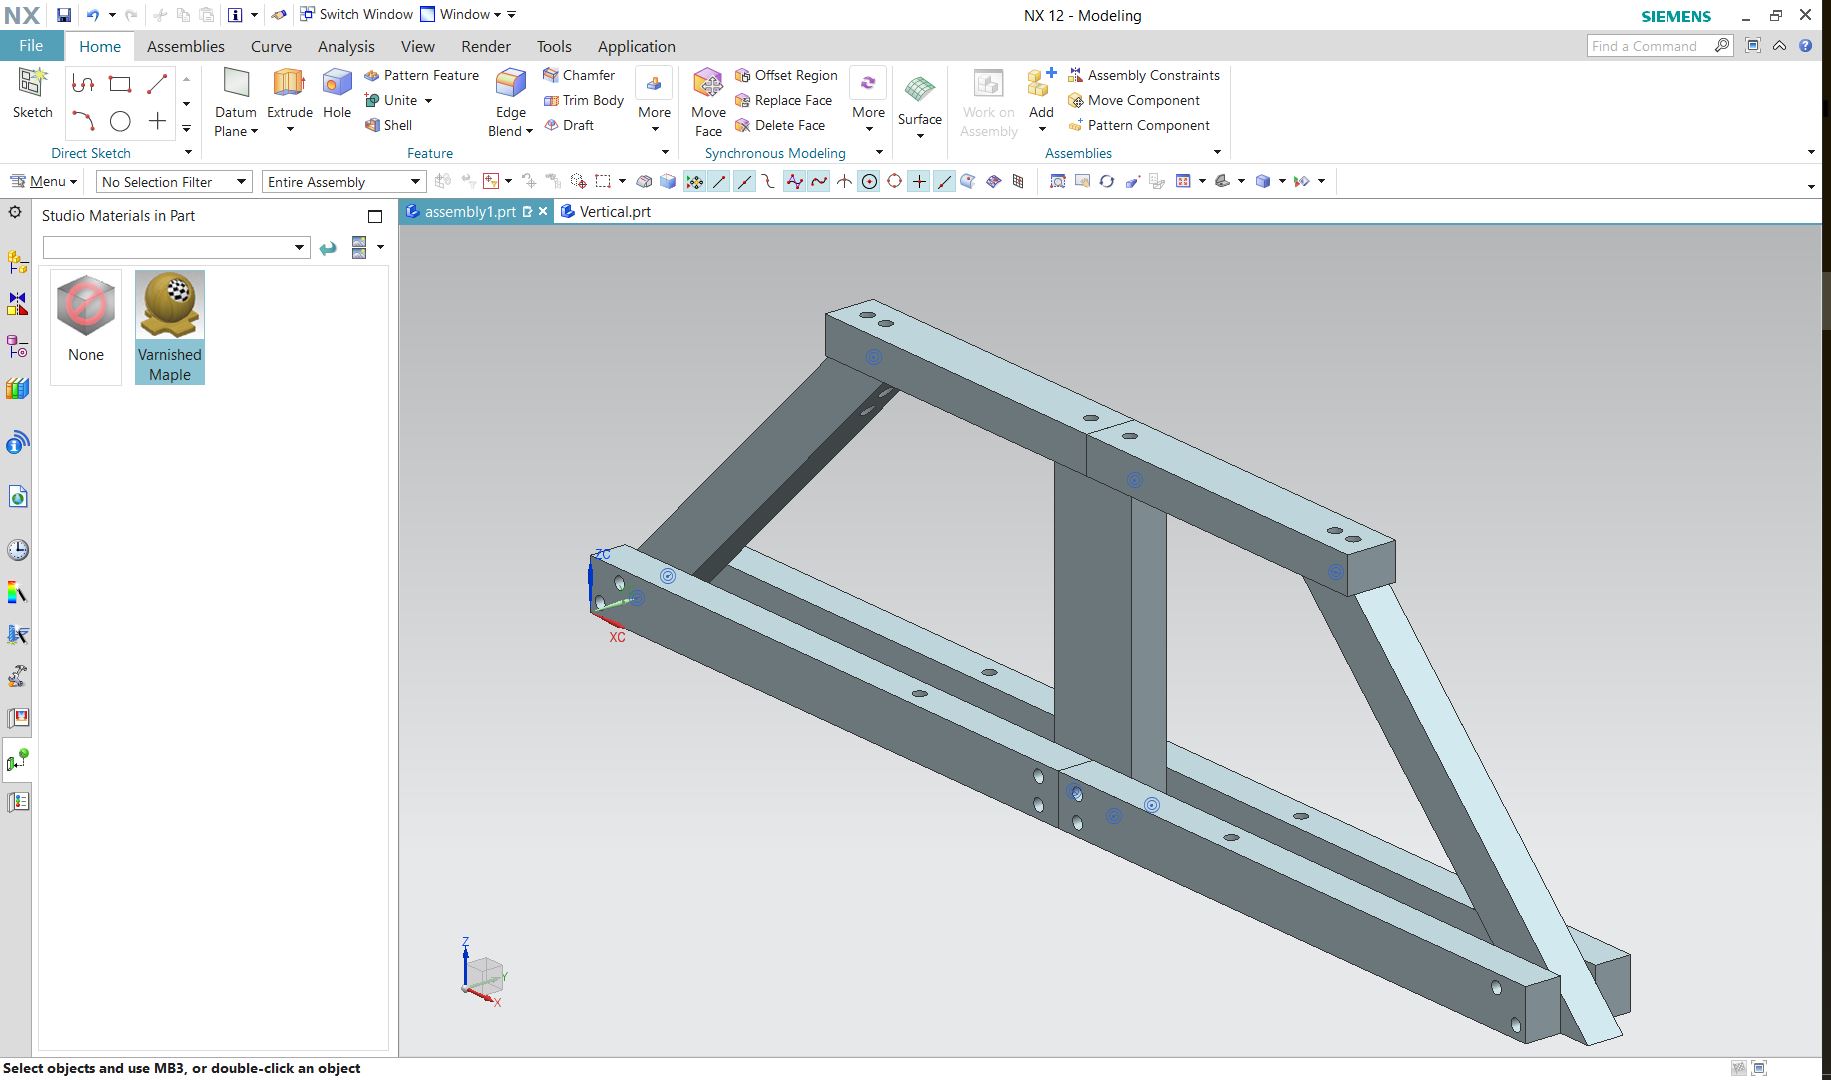 NX
Switch Window
Window
NX 12 - Modeling
SIEMENS
File
Home
Assemblies
Curve
Analysis
View
Render
Tools
Application
Find a Command
Sketch
Direct Sketch
Datum
Plane
Extrude
Hole
Pattern Feature
Unite
Shell
Edge
Blend
Chamfer
Trim Body
Draft
More
Feature
Move
Face
Offset Region
Replace Face
Delete Face
More
Synchronous Modeling
Surface
Work on
Assembly
Add
Assembly Constraints
Move Component
Pattern Component
Assemblies
Menu
No Selection Filter
Entire Assembly
Studio Materials in Part
assembly1.prt
Vertical.prt
None
Varnished
Maple
ZC
XC
Z
Y
X
Select objects and use MB3, or double-click an object